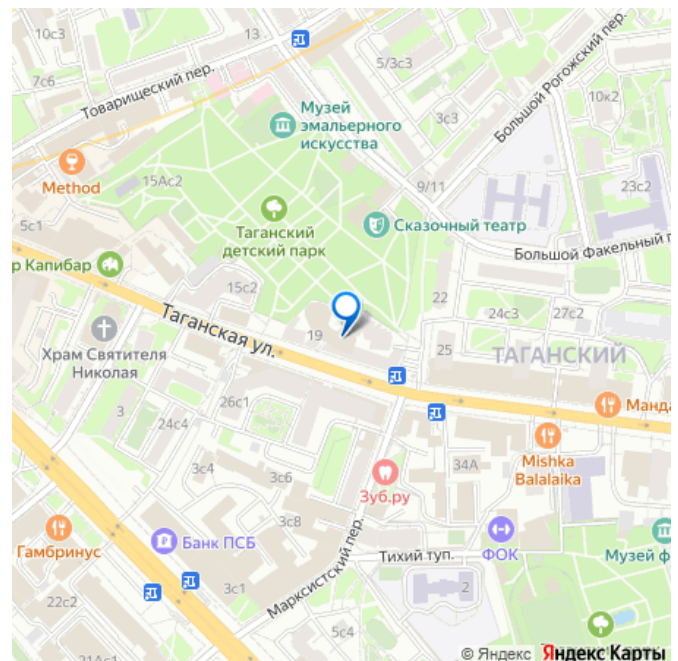 10с3
13
5/3с3
7с6
Товарищеский пер.
Большой Рогожский пер.
10к2
Музей
эмальерного
искусства
3с3
Method
15Ас2
9/11
23с2
5с1
Таганский
детский парк
Сказочный театр
Большой Факельный п
р Капибар
15с2
22
24с3
27с2
Таганская ул.
19
25
ТАГАНСКИЙ
Храм Святителя
Николая
3
26с1
24с4
Манда
Mishka
Balalaika
3с4
3с6
Зуб.ру
34А
3с8
Гамбринус
Банк ПСБ
Марксистский пер.
Тихий туп.
ФОК
Музей ф
3с1
2
22с2
5с4
21Ас1
© Яндекс Яндекс Карты